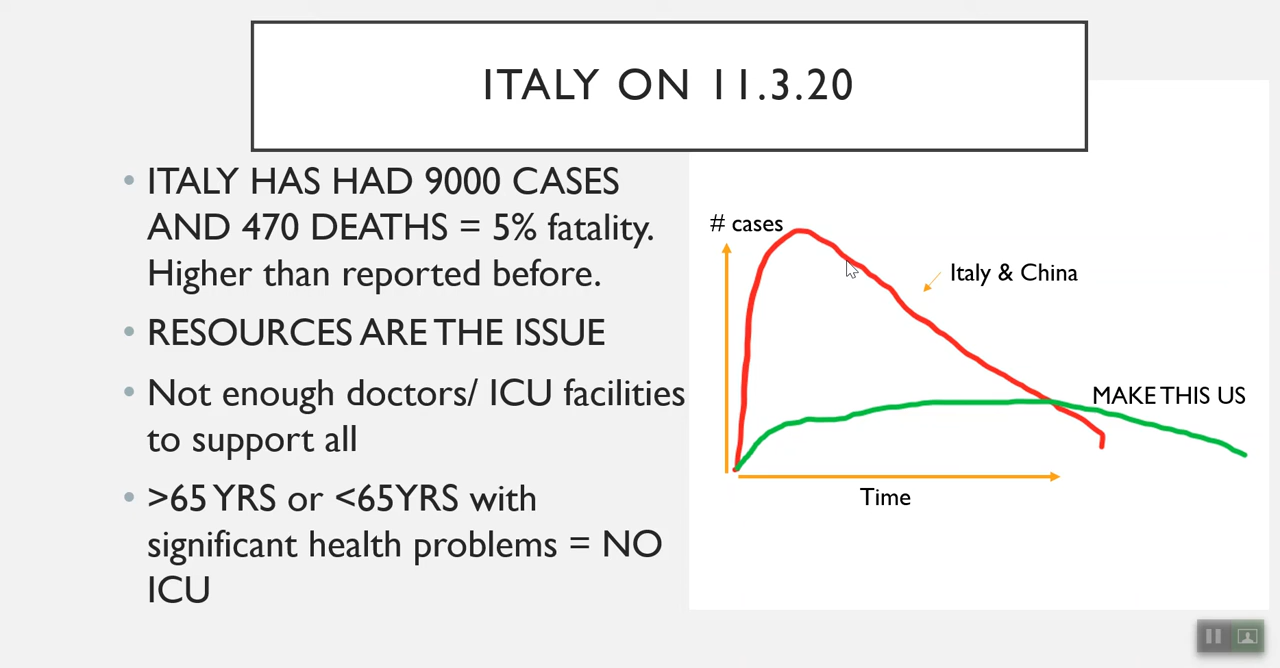 ITALY ON 11.3.20
• ITALY HAS HAD 9000 CASES
AND 470 DEATHS = 5% fatality.
Higher than reported before.
• RESOURCES ARE THE ISSUE
• Not enough doctors/ ICU facilities
to support all
• >65 YRS or <65YRS with
significant health problems = NO
ICU
# cases
Italy & China
MAKE THIS US
Time